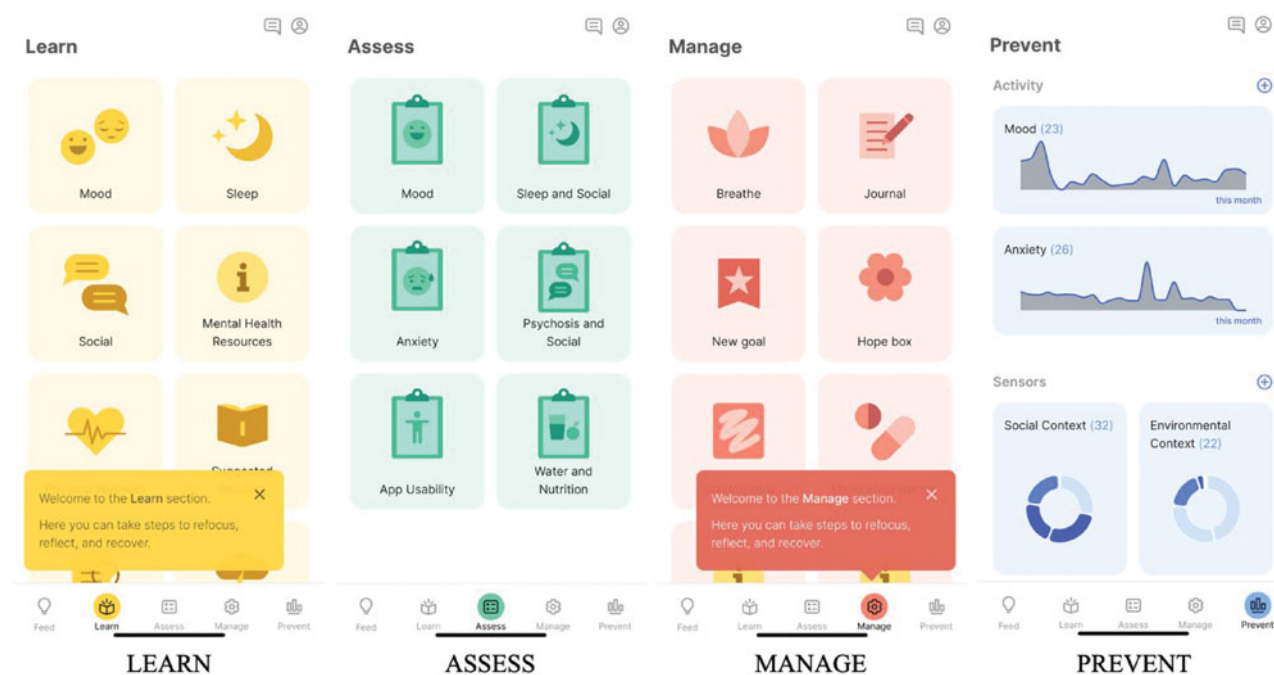 Learn
Mood
Sleep
Social
Mental Health
Resources
Welcome to the Learn section.
Here you can take steps to refocus,
reflect, and recover.
Feed
Learn
Assess
Manage
Prevent
LEARN
Assess
Mood
Sleep and Social
Anxiety
Psychosis and
Social
App Usability
Water and
Nutrition
Feed
Learn
Assess
Manage
Prevent
ASSESS
Manage
Breathe
Journal
New goal
Hope box
Welcome to the Manage section.
Here you can take steps to refocus,
reflect, and recover.
Feed
Learn
Assess
Manage
Prevent
MANAGE
Prevent
Activity
Mood (23)
this month
Anxiety (26)
this month
Sensors
Social Context (32)
Environmental
Context (22)
Feed
Learn
Assess
Manage
Prevent
PREVENT